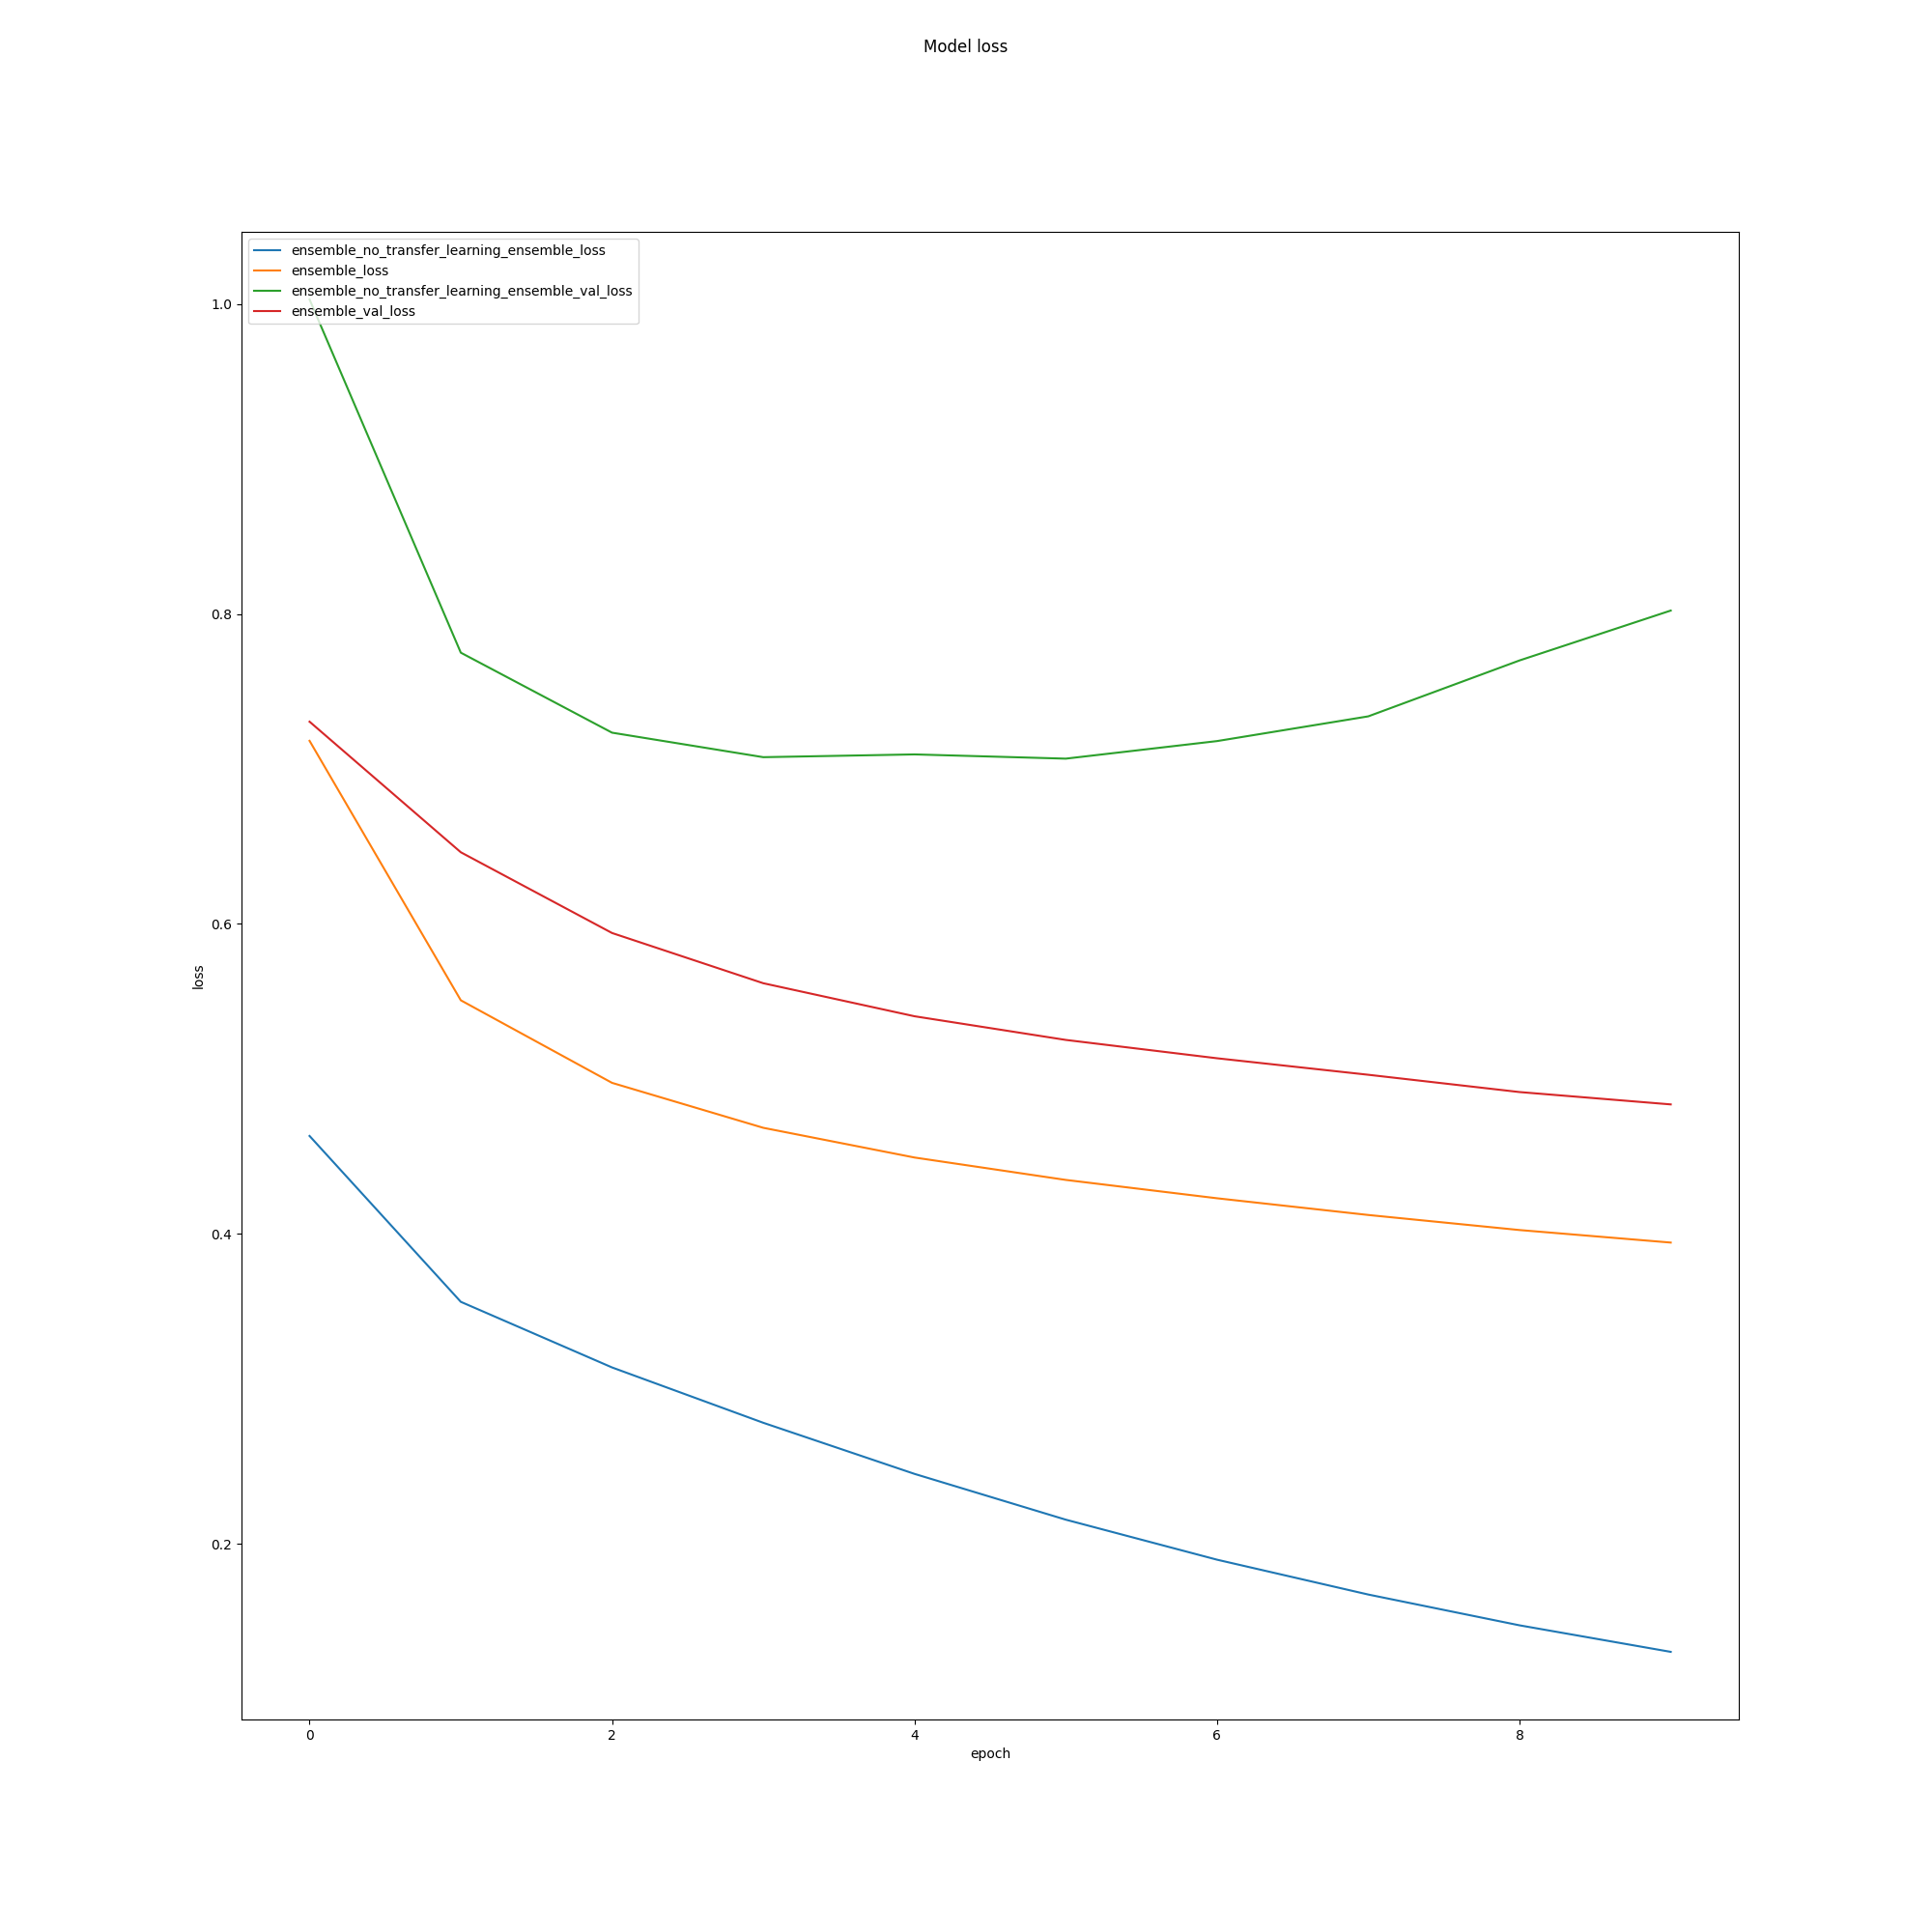 Model loss
ensemble_no_transfer_learning_ensemble_loss
ensemble_loss
ensemble_no_transfer_learning_ensemble_val_loss
ensemble_val_loss
1.0
0.8
0.6
0.4
0.2
loss
0 2 4 6 8
epoch